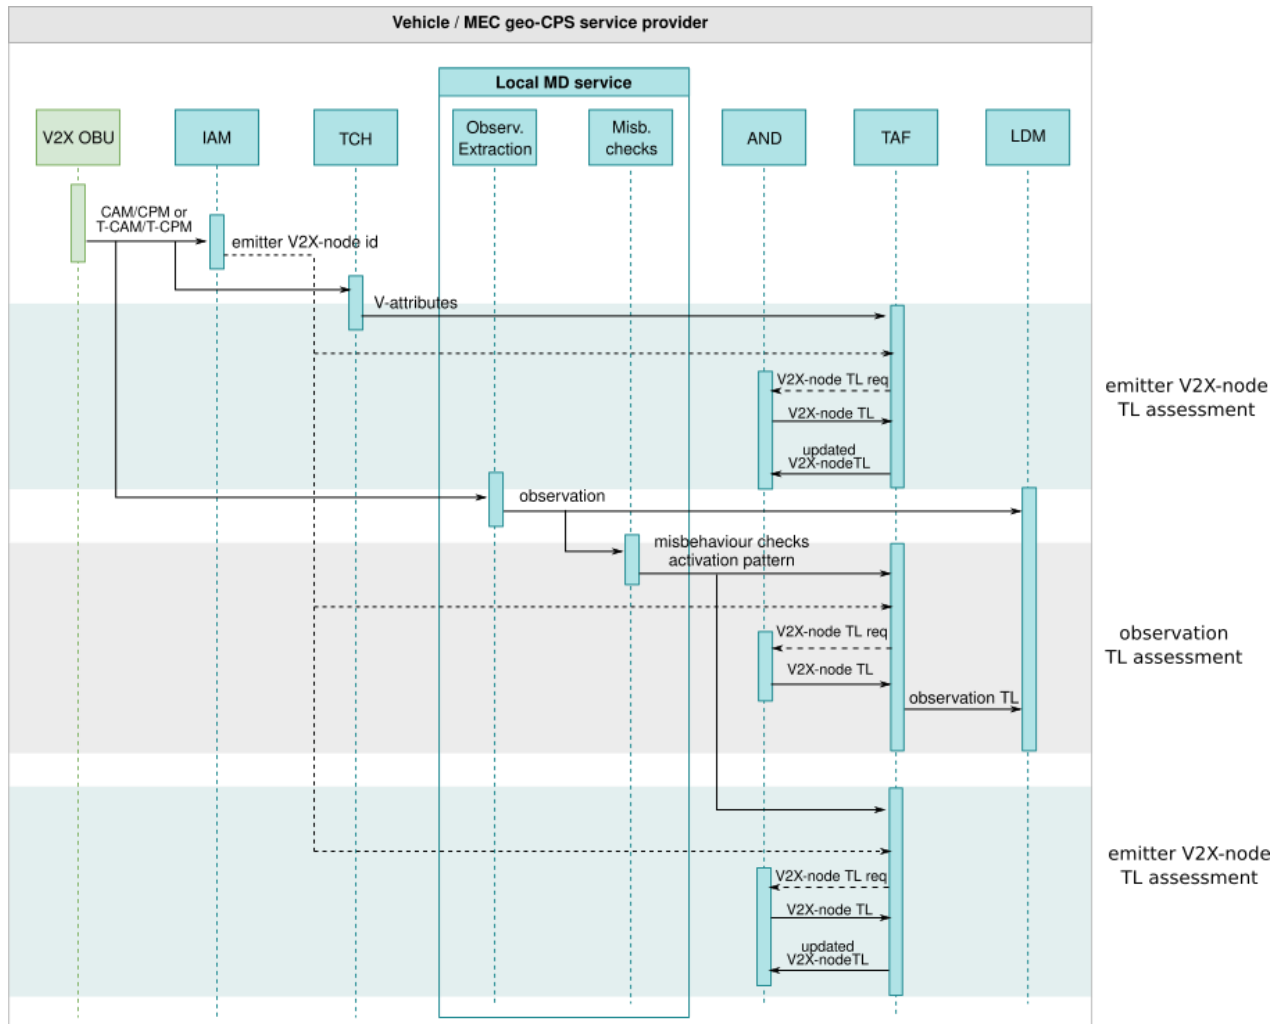 Vehicle / MEC geo-CPS service provider
Local MD service
V2X OBU
IAM
TCH
Observ.
Extraction
Misb.
checks
AND
TAF
LDM
CAM/CPM or
T-CAM/T-CPM
emitter V2X-node id
V-attributes
V2X-node TL req
V2X-node TL
updated
V2X-nodeTL
emitter V2X-node
TL assessment
observation
misbehaviour checks
activation pattern
V2X-node TL req
V2X-node TL
observation TL
observation
TL assessment
V2X-node TL req
V2X-node TL
updated
V2X-nodeTL
emitter V2X-node
TL assessment